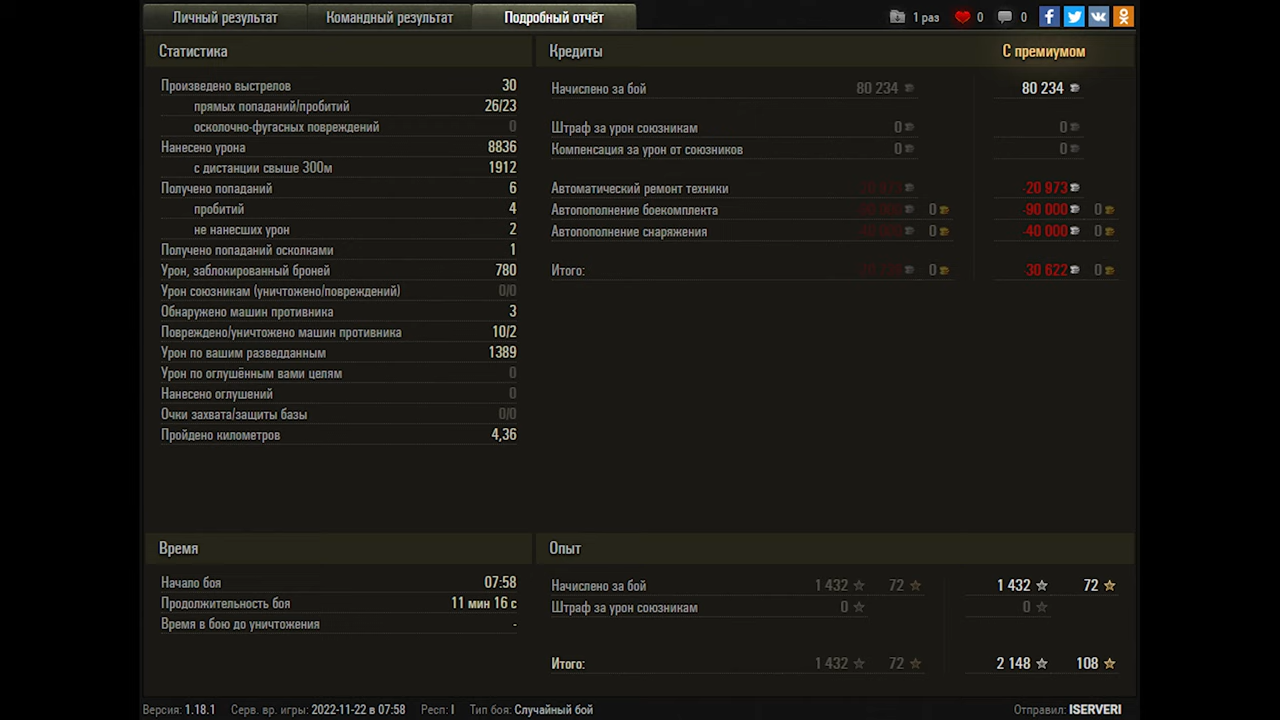 Личный результат Командный результат Подробный отчёт 1 раз 0 0
Статистика
Произведено выстрелов 30
прямых попаданий/пробитий 26/23
осколочно-фугасных повреждений 0
Нанесено урона 8836
с дистанции свыше 300м 1912
Получено попаданий 6
пробитий 4
не нанесших урон 2
Получено попаданий осколками 1
Урон, заблокированный броней 780
Урон союзникам (уничтожено/повреждений) 0/0
Обнаружено машин противника 3
Повреждено/уничтожено машин противника 10/2
Урон по вашим разведданным 1389
Урон по оглушённым вами целям 0
Нанесено оглушений 0
Очки захвата/защиты базы 0/0
Пройдено километров 4,36
Кредиты С премиумом
Начислено за бой 80 234 80 234
Штраф за урон союзникам 0 0
Компенсация за урон от союзников 0 0
Автоматический ремонт техники -20 973
Автопополнение боекомплекта 0 -90 000 0
Автопополнение снаряжения 0 -40 000 0
Итого: 0 30 622 0
Время
Начало боя 07:58
Продолжительность боя 11 мин 16 с
Время в бою до уничтожения -
Опыт
Начислено за бой 1 432 72 1 432 72
Штраф за урон союзникам 0 0
Итого: 1 432 72 2 148 108
Версия: 1.18.1 Серв. вр. игры: 2022-11-22 в 07:58 Респ: I Тип боя: Случайный бой Отправил: ISERVERI